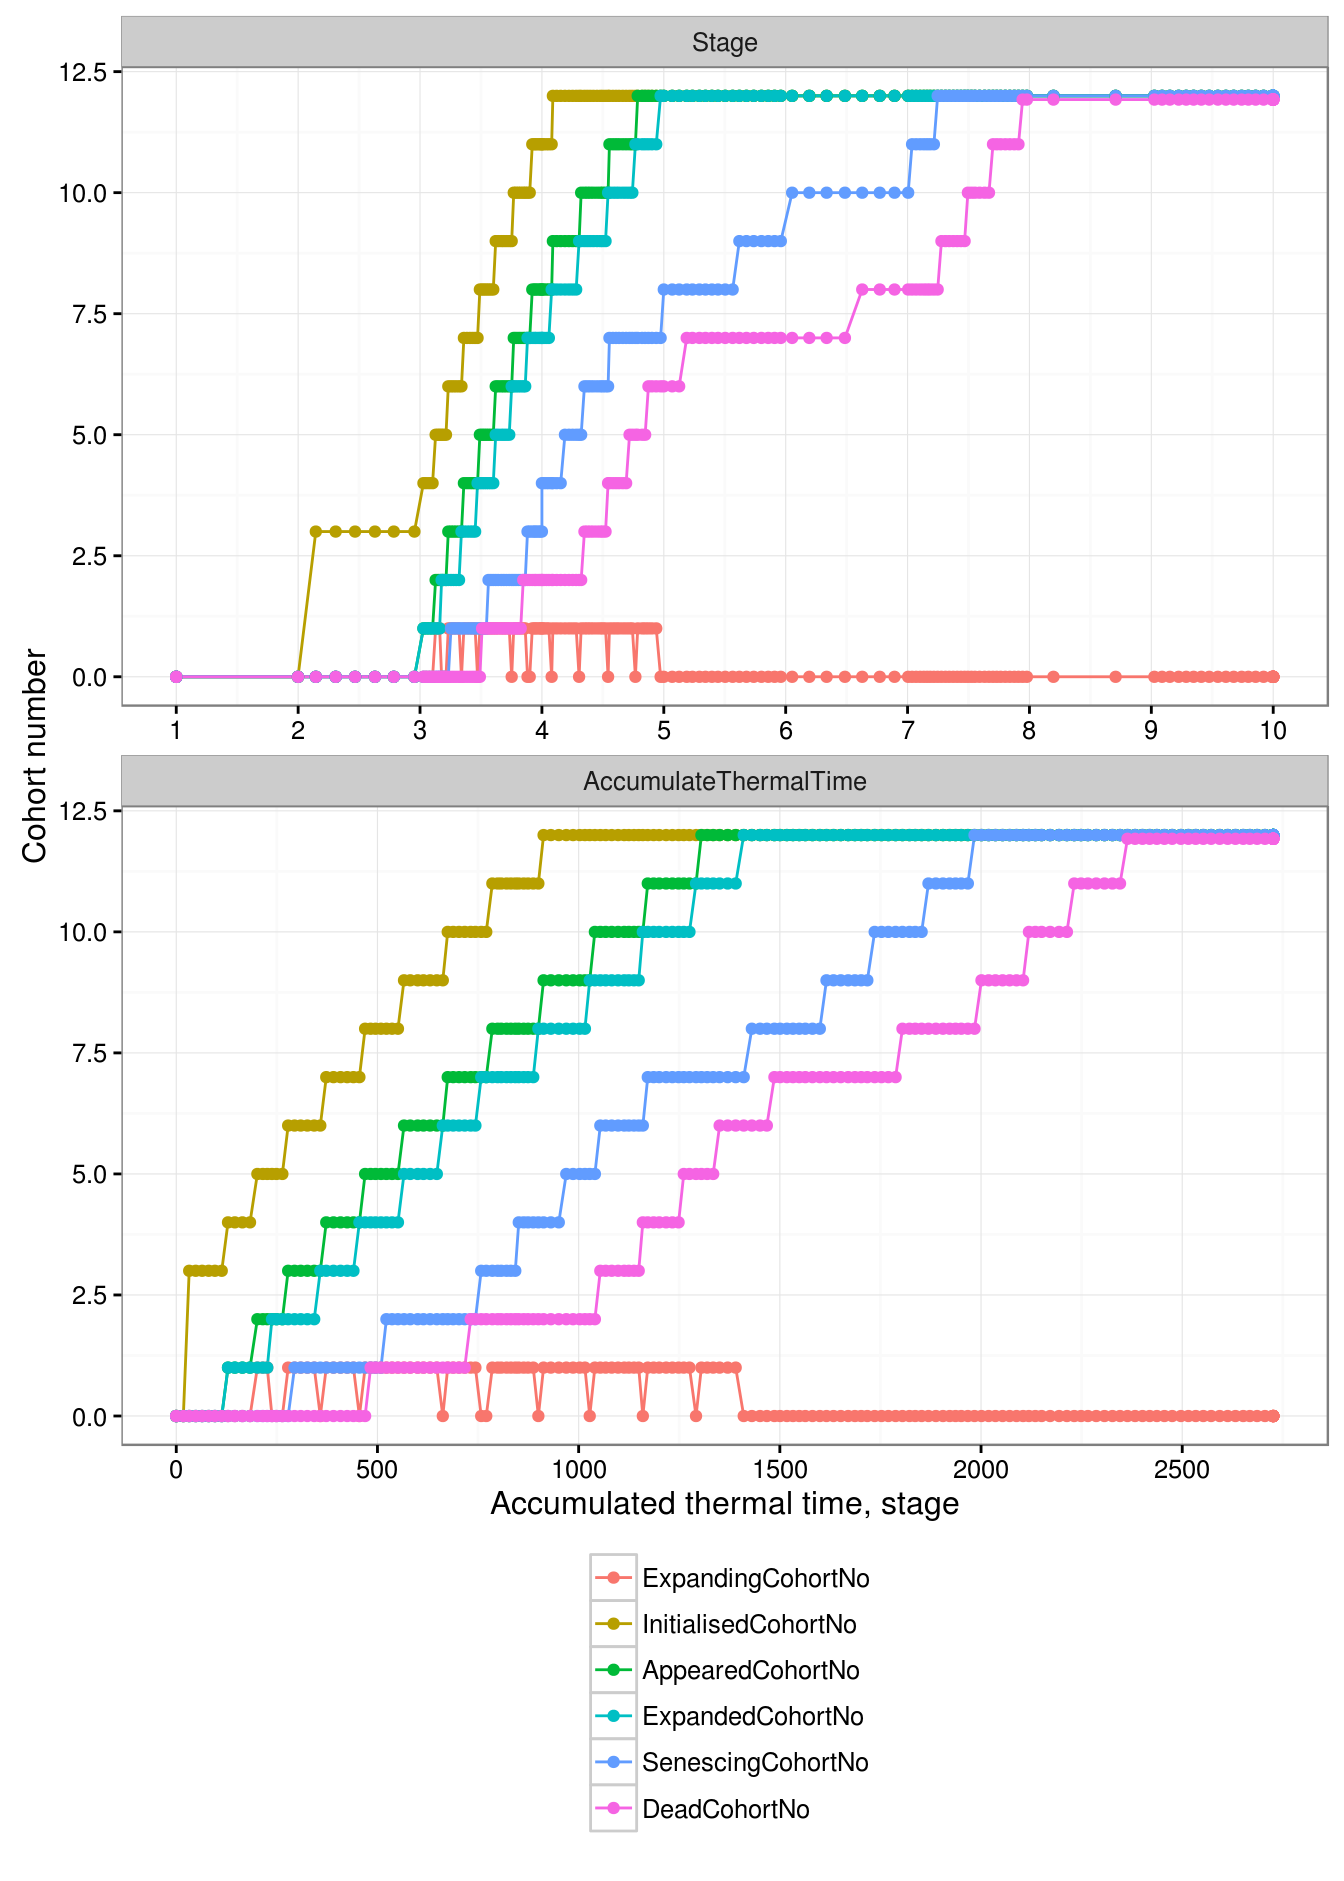 Stage
12.5
10.0
7.5
5.0
2.5
0.0
1 2 3 4 5 6 7 8 9 10
Cohort number
AccumulateThermalTime
12.5
10.0
7.5
5.0
2.5
0.0
0 500 1000 1500 2000 2500
Accumulated thermal time, stage
ExpandingCohortNo
InitialisedCohortNo
AppearedCohortNo
ExpandedCohortNo
SenescingCohortNo
DeadCohortNo